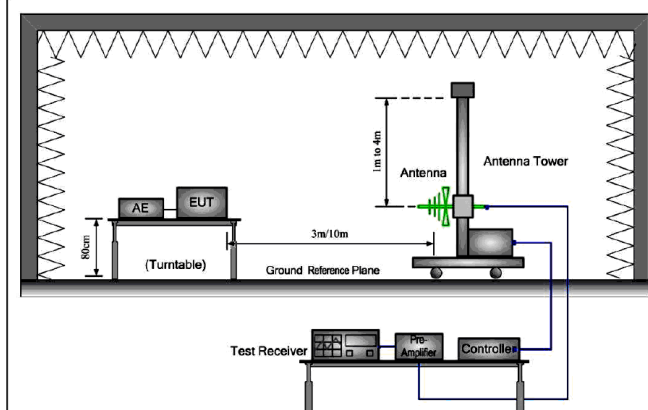 1m to 4m
Antenna
Antenna Tower
AE
EUT
3m/10m
80cm
(Turntable)
Ground Reference Plane
Test Receiver
Pre-
Amplifier
Controller